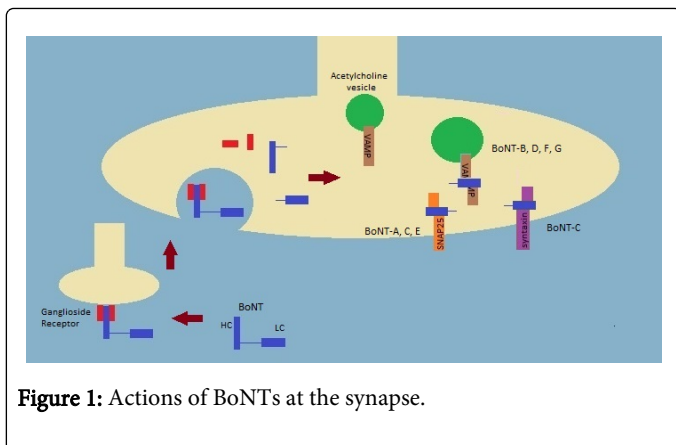 Acetylcholine
vesicle
VAMP
BoNT-B, D, F, G
VAMP
BoNT-A, C, E
SNAP25
syntaxin
BoNT-C
Ganglioside
Receptor
BoNT
HC
LC
Figure 1: Actions of BoNTs at the synapse.